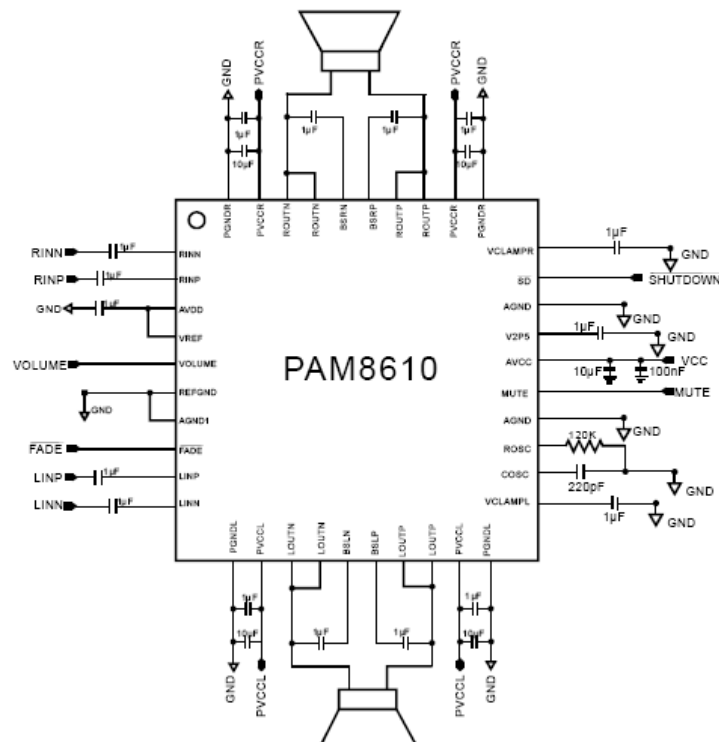 GND
PVCCR
PVCCR
GND
1µF
1µF
1µF
1µF
10µF
10µF
PGNDR
PVCCR
ROUTN
ROUTN
BSRN
BSRP
ROUTP
ROUTP
PVCCR
PGNDR
RINN
1µF
RINN
RINP
1µF
RINP
GND
1µF
AVDD
VREF
VOLUME
VOLUME
REFGND
GND
AGND1
FADE
FADE
LINP
1µF
LINP
LINN
1µF
LINN
PAM8610
VCLAMPR
1µF
GND
SD
SHUTDOWN
AGND
GND
V2P5
1µF
GND
AVCC
VCC
10µF
100nF
MUTE
MUTE
AGND
GND
ROSC
120K
COSC
220pF
GND
VCLAMPL
1µF
GND
PGNDL
PVCCL
LOUTN
LOUTN
BSLN
BSLP
LOUTP
LOUTP
PVCCL
PGNDL
1µF
1µF
10µF
1µF
1µF
10µF
GND
PVCCL
PVCCL
GND